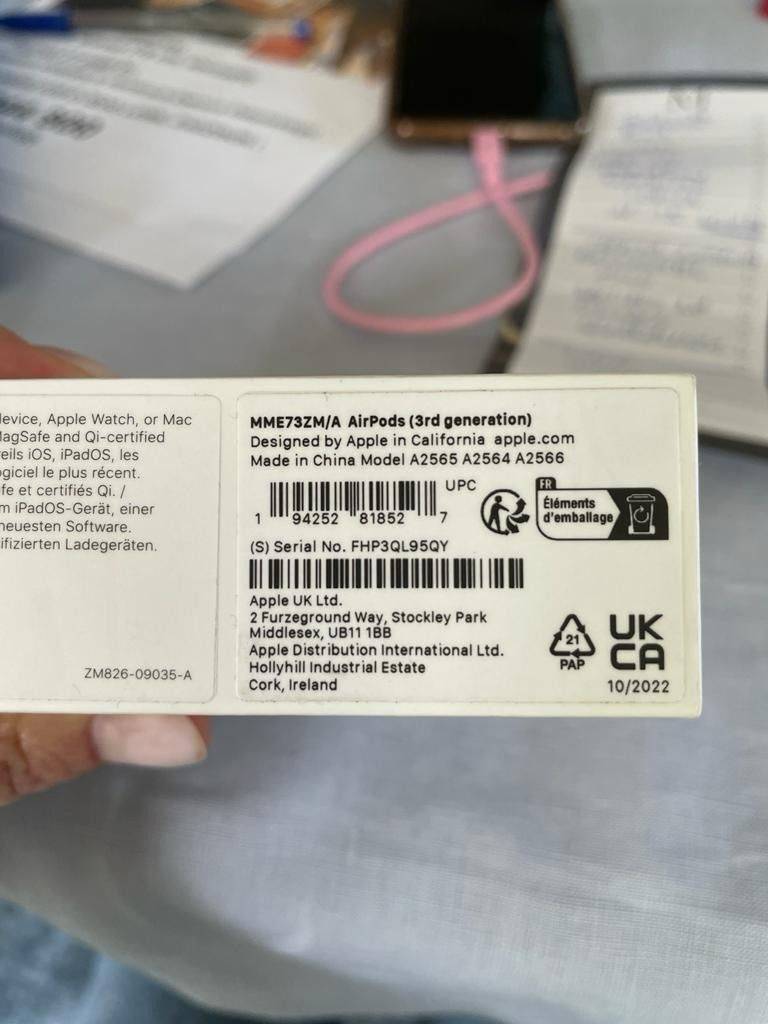 device, Apple Watch, or Mac
MagSafe and Qi-certified
reils iOS, iPadOS, les
ogiciel le plus récent.
fe et certifiés Qi. /
m iPadOS-Gerät, einer
neuesten Software.
ifizierten Ladegeräten.
ZM826-09035-A
MME73ZM/A AirPods (3rd generation)
Designed by Apple in California apple.com
Made in China Model A2565 A2564 A2566
UPC
1 94252 81852 7
FR
Éléments
d'emballage
(S) Serial No. FHP3QL95QY
Apple UK Ltd.
2 Furzeground Way, Stockley Park
Middlesex, UB11 1BB
Apple Distribution International Ltd.
Hollyhill Industrial Estate
Cork, Ireland
21
PAP
UK
CA
10/2022